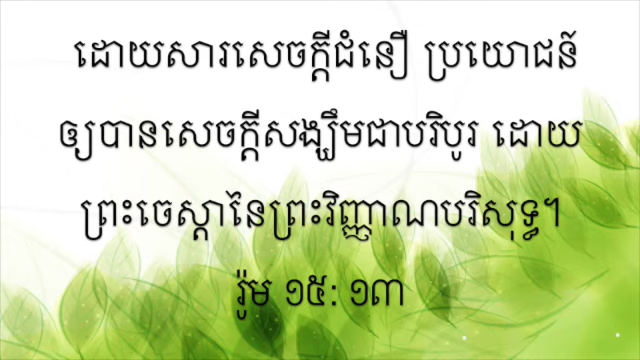 ដោយសារសេចក្ដីជំនឿ ប្រយោជន៍
ឲ្យបានសេចក្ដីសង្ឃឹមជាបរិបូរ ដោយ
ព្រះចេស្ដានៃព្រះវិញ្ញាណបរិសុទ្ធ។
រ៉ូម ១៥: ១៣